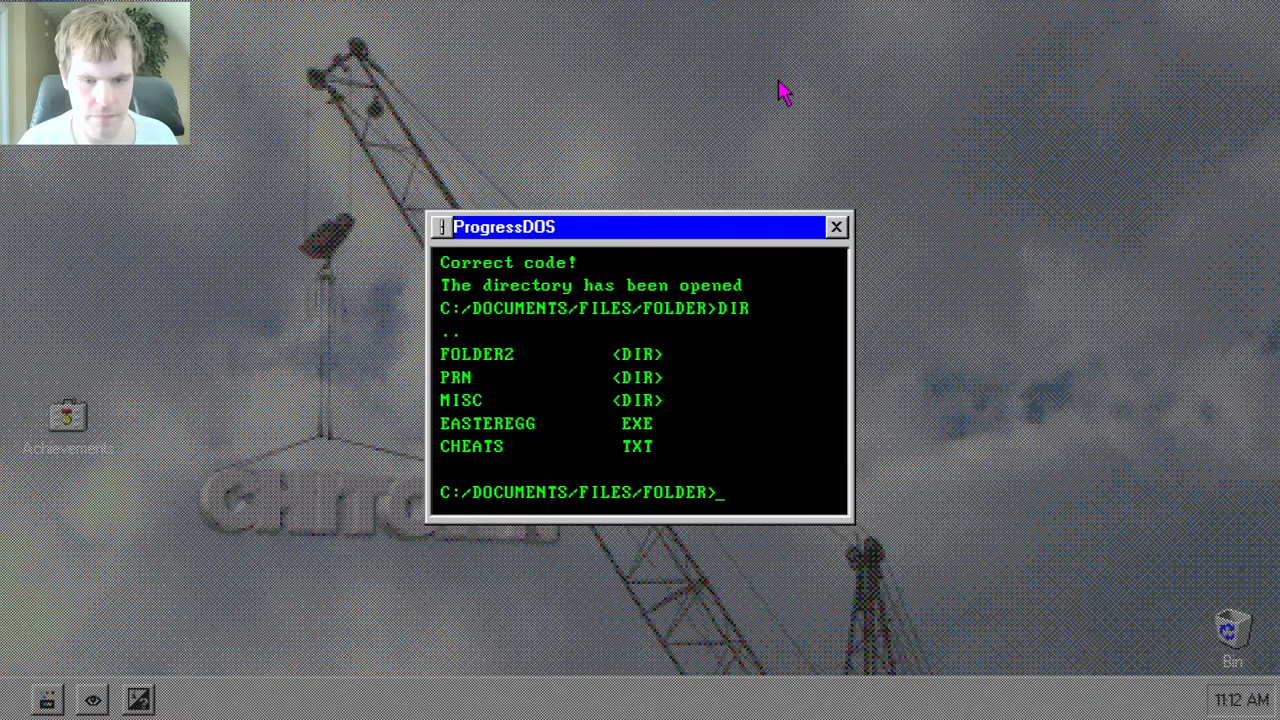 ProgressDOS
Correct code!
The directory has been opened
C:/DOCUMENTS/FILES/FOLDER>DIR
..
FOLDER2 <DIR>
PRN <DIR>
MISC <DIR>
EASTEREGG EXE
CHEATS TXT
C:/DOCUMENTS/FILES/FOLDER>_
Achievements
Bin
11:12 AM